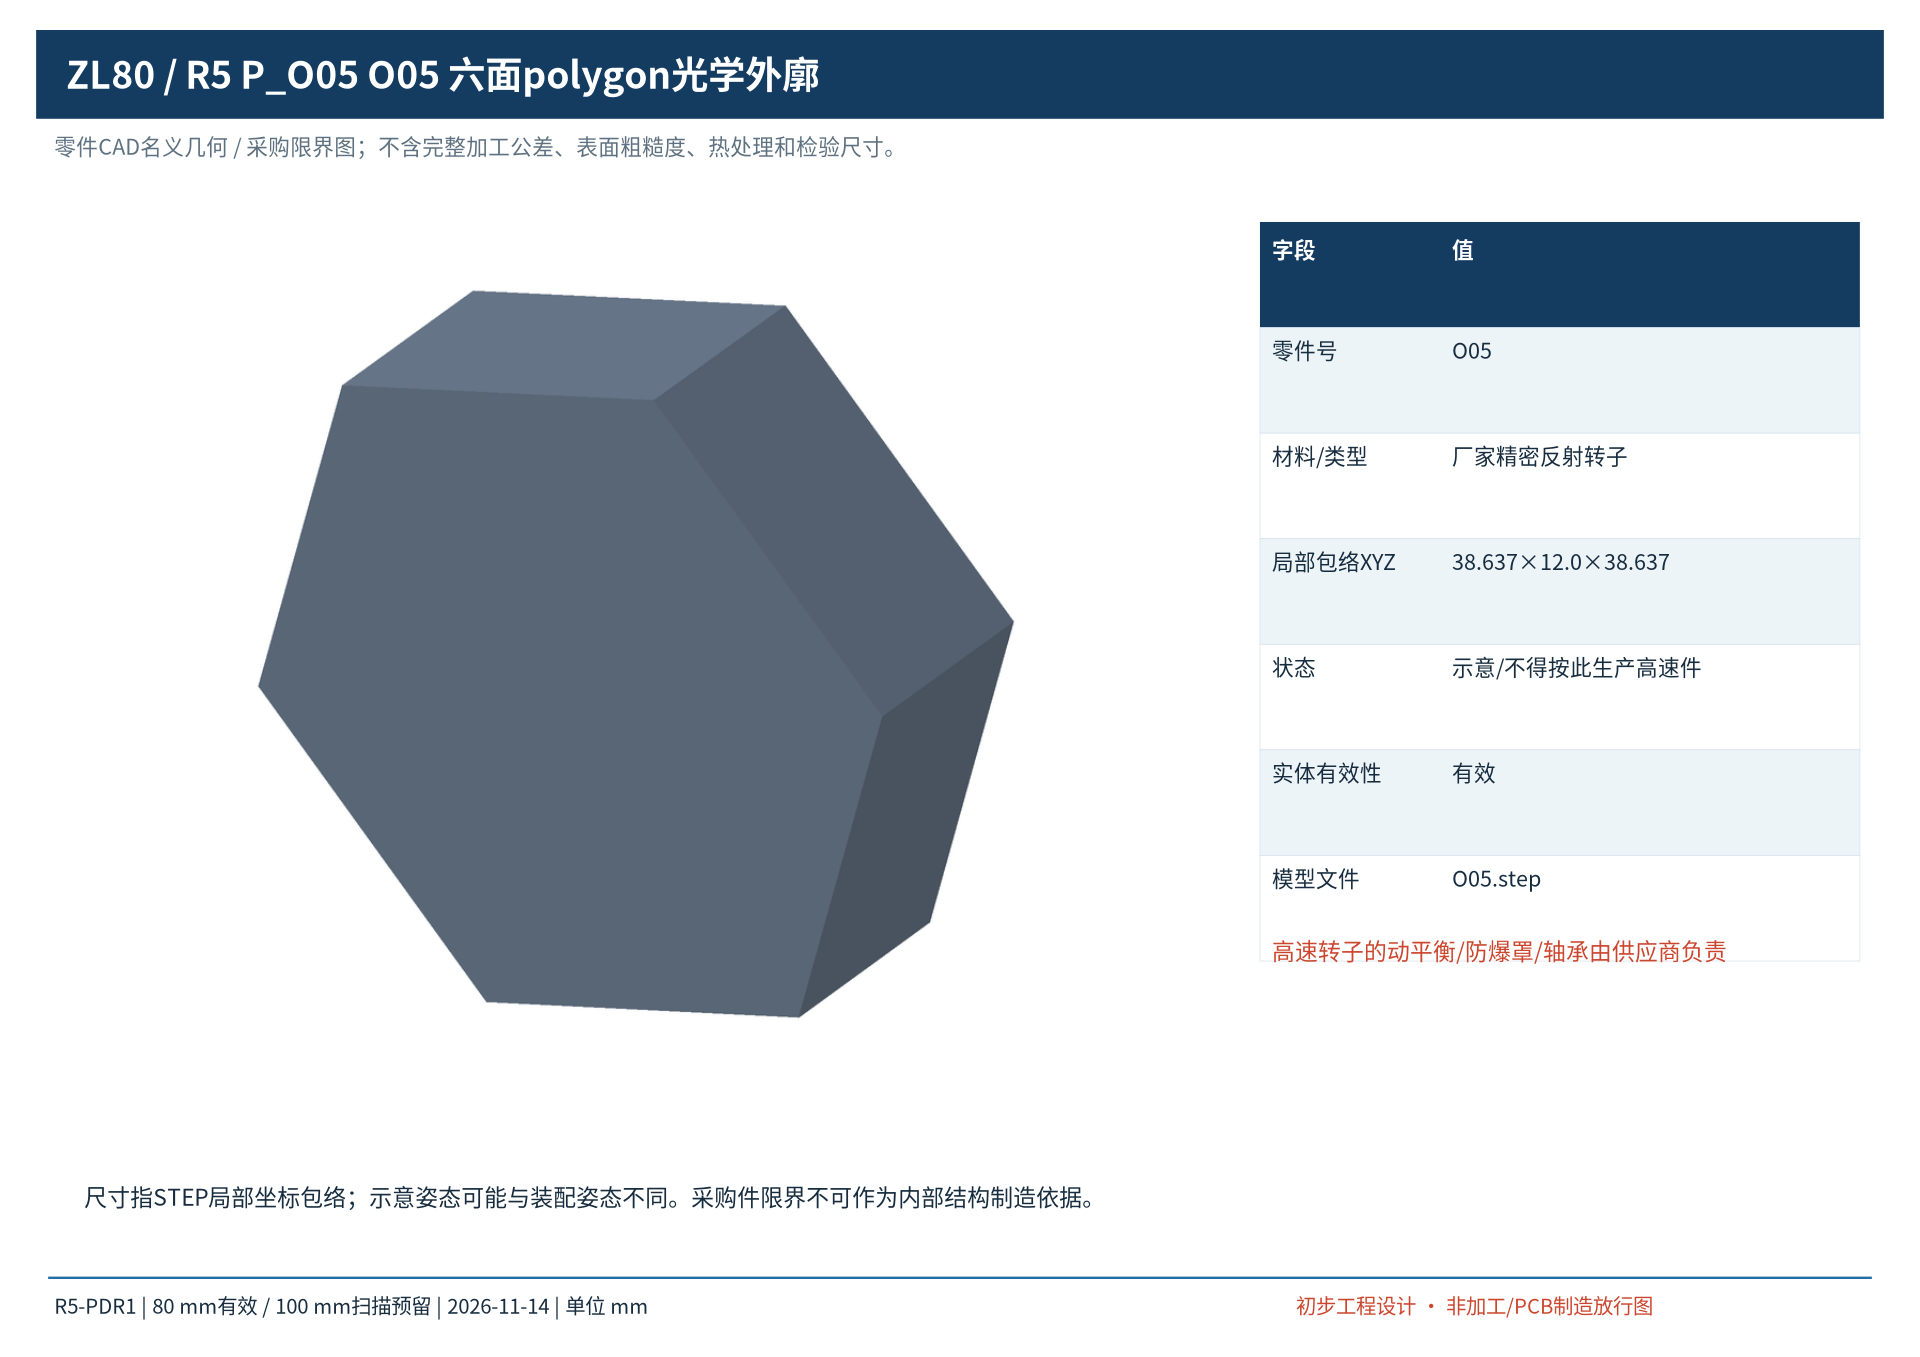 ZL80 / R5 P_O05 O05 六面polygon光学外廓
零件CAD名义几何 / 采购限界图；不含完整加工公差、表面粗糙度、热处理和检验尺寸。
字段 值
零件号 O05
材料/类型 厂家精密反射转子
局部包络XYZ 38.637×12.0×38.637
状态 示意/不得按此生产高速件
实体有效性 有效
模型文件 O05.step
高速转子的动平衡/防爆罩/轴承由供应商负责
尺寸指STEP局部坐标包络；示意姿态可能与装配姿态不同。采购件限界不可作为内部结构制造依据。
R5-PDR1 | 80 mm有效 / 100 mm扫描预留 | 2026-11-14 | 单位 mm
初步工程设计 · 非加工/PCB制造放行图